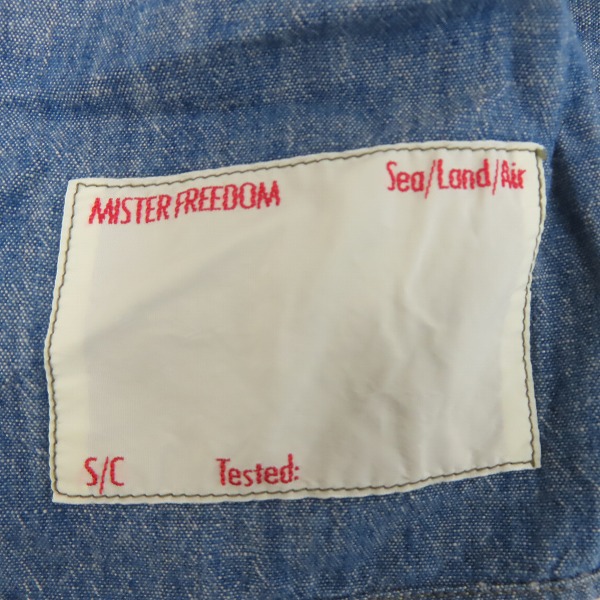 MISTER FREEDOM Sea/Land/Air
S/C Tested: